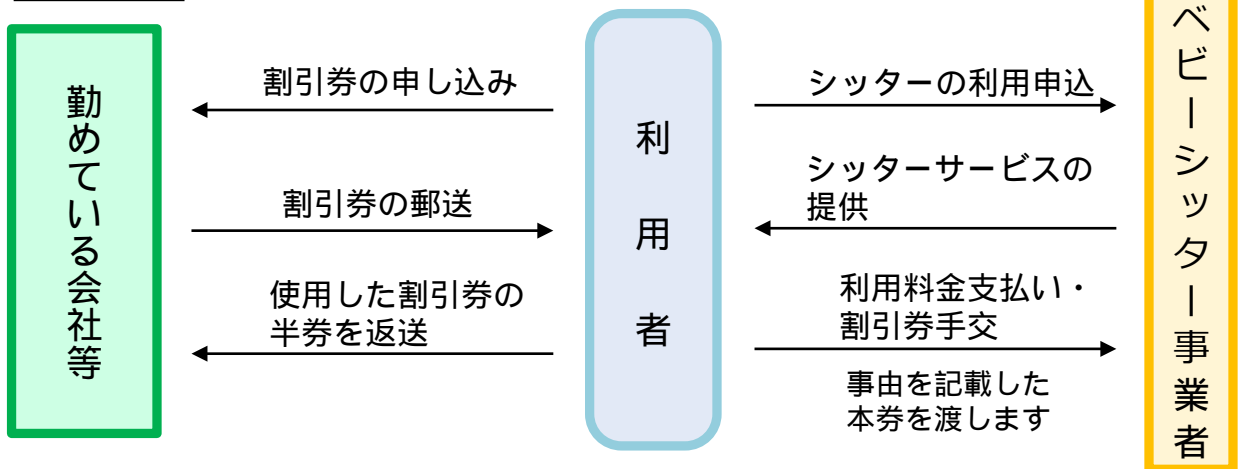 勤めている会社等
割引券の申し込み
割引券の郵送
使用した割引券の
半券を返送
利用者
シッターの利用申込
シッターサービスの
提供
利用料金支払い・
割引券手交
事由を記載した
本券を渡します
ベビーシッター事業者